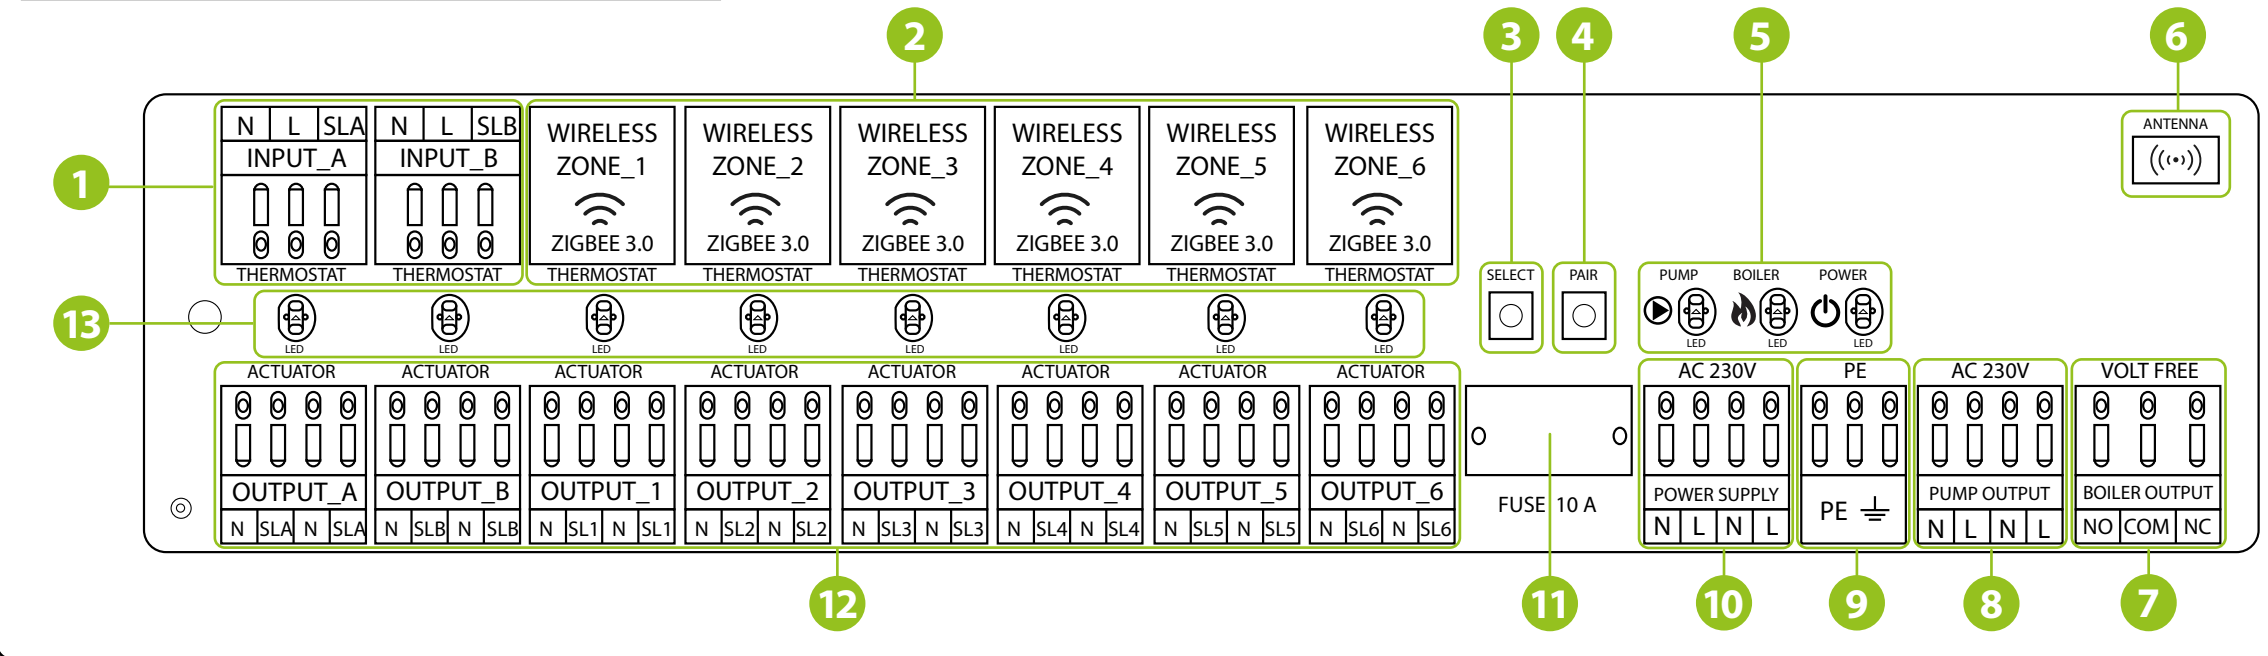 2 3 4 5 6
N L SLA N L SLB
INPUT_A INPUT_B
WIRELESS ZONE_1 WIRELESS ZONE_2 WIRELESS ZONE_3 WIRELESS ZONE_4 WIRELESS ZONE_5 WIRELESS ZONE_6
ANTENNA
1
ZIGBEE 3.0 ZIGBEE 3.0 ZIGBEE 3.0 ZIGBEE 3.0 ZIGBEE 3.0 ZIGBEE 3.0
THERMOSTAT THERMOSTAT THERMOSTAT THERMOSTAT THERMOSTAT THERMOSTAT THERMOSTAT THERMOSTAT
SELECT PAIR PUMP BOILER POWER
13
LED LED LED LED LED LED LED LED LED LED LED
ACTUATOR ACTUATOR ACTUATOR ACTUATOR ACTUATOR ACTUATOR ACTUATOR ACTUATOR AC 230V PE AC 230V VOLT FREE
OUTPUT_A OUTPUT_B OUTPUT_1 OUTPUT_2 OUTPUT_3 OUTPUT_4 OUTPUT_5 OUTPUT_6 FUSE 10 A POWER SUPPLY PE PUMP OUTPUT BOILER OUTPUT
N SLA N SLA N SLB N SLB N SL1 N SL1 N SL2 N SL2 N SL3 N SL3 N SL4 N SL4 N SL5 N SL5 N SL6 N SL6 N L N L N L N L NO COM NC
12 11 10 9 8 7